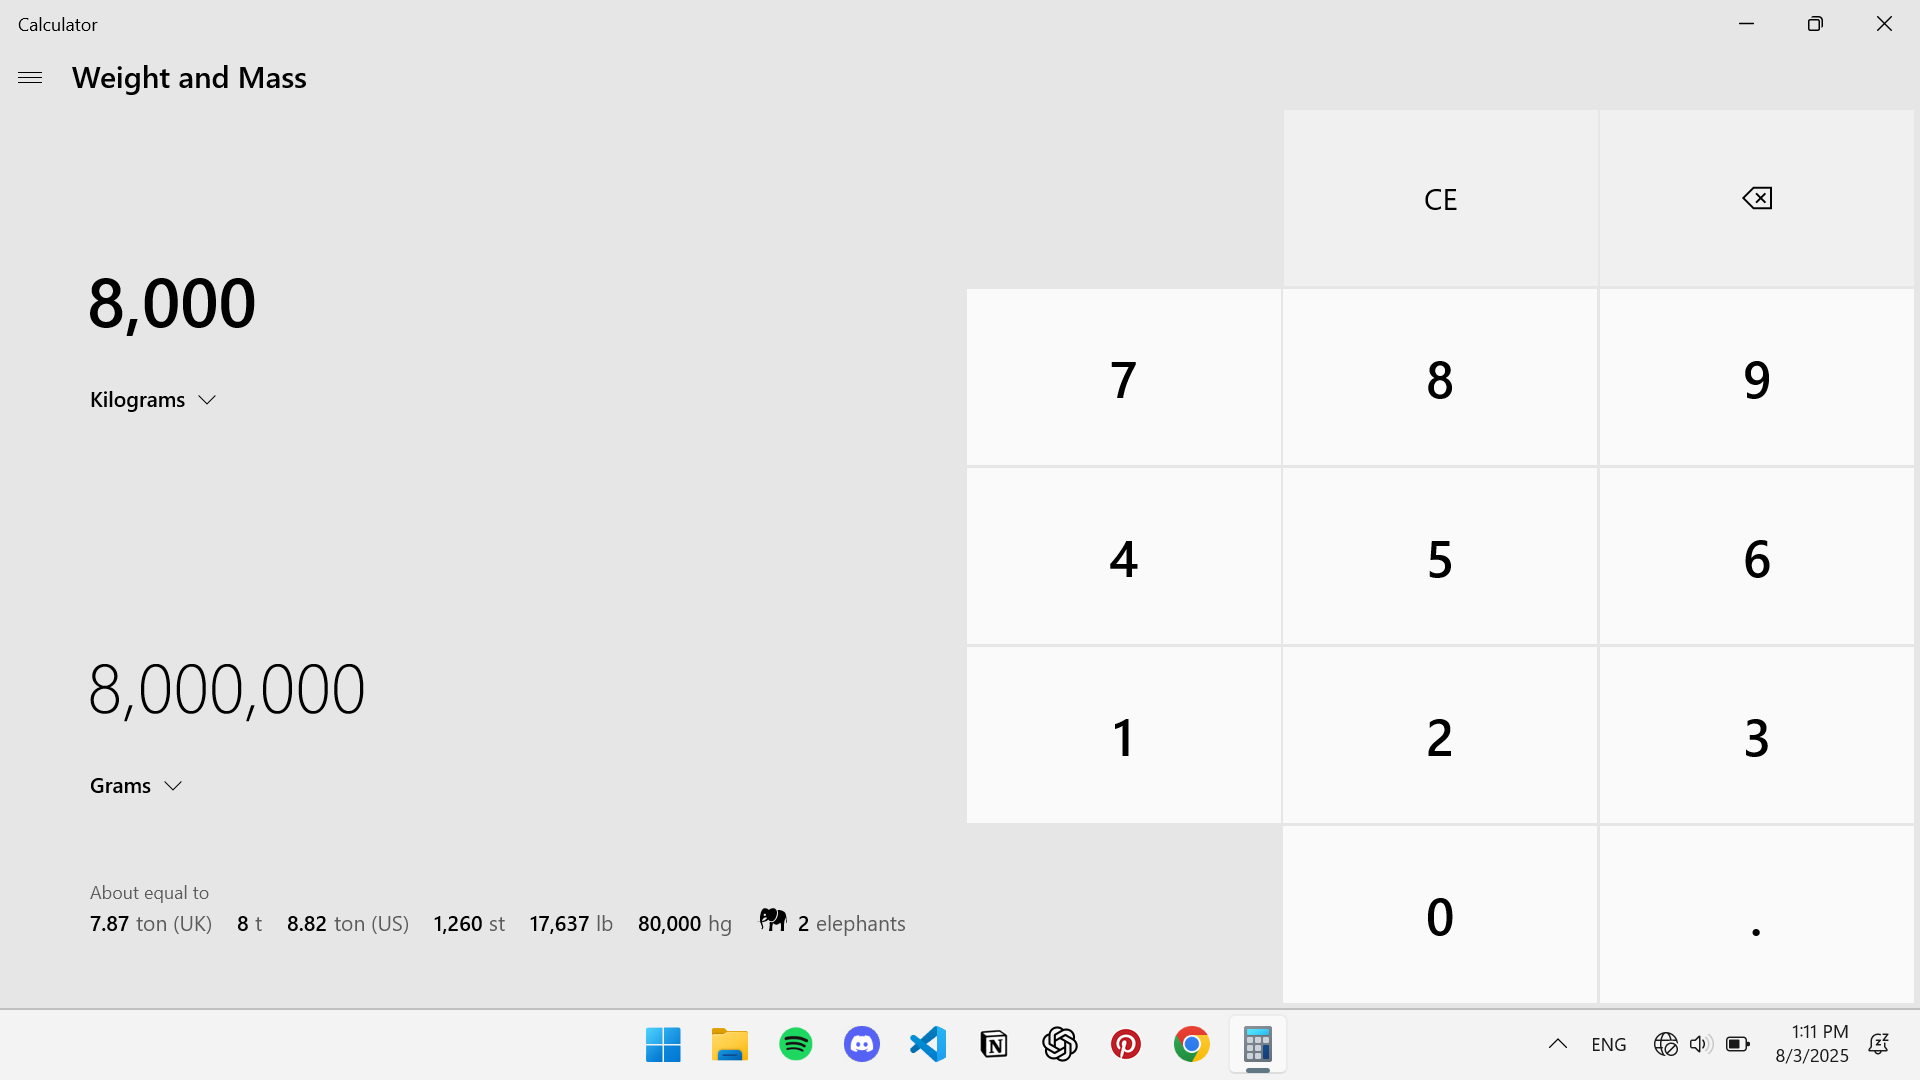 Calculator
Weight and Mass
CE
8,000
Kilograms
7 8 9
4 5 6
8,000,000
Grams
1 2 3
0 .
About equal to
7.87 ton (UK) 8 t 8.82 ton (US) 1,260 st 17,637 lb 80,000 hg 2 elephants
ENG
1:11 PM
8/3/2025